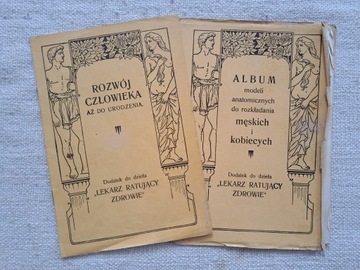 ROZWÓJ
CZŁOWIEKA
AŻ DO URODZENIA.
Dodatek do dzieła
„LEKARZ RATUJĄCY
ZDROWIE"
ALBUM
modeli
anatomicznych
do rozkładania
męskich
i
kobiecych
Dodatek do dzieła
„LEKARZ RATUJĄCY
ZDROWIE"